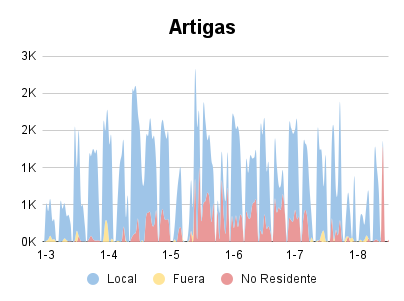 Artigas
3K
2K
2K
1K
1K
0K
1-3 1-4 1-5 1-6 1-7 1-8
Local Fuera No Residente